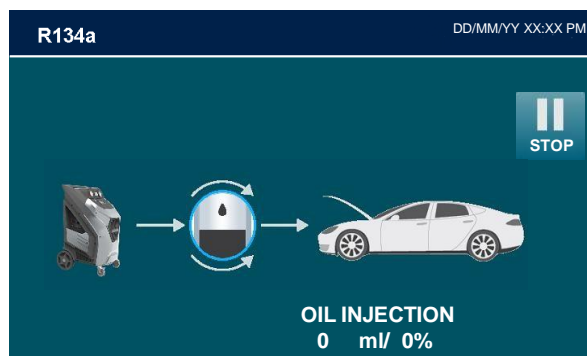 R134a
DD/MM/YY XX:XX PM
STOP
OIL INJECTION
0 ml/ 0%